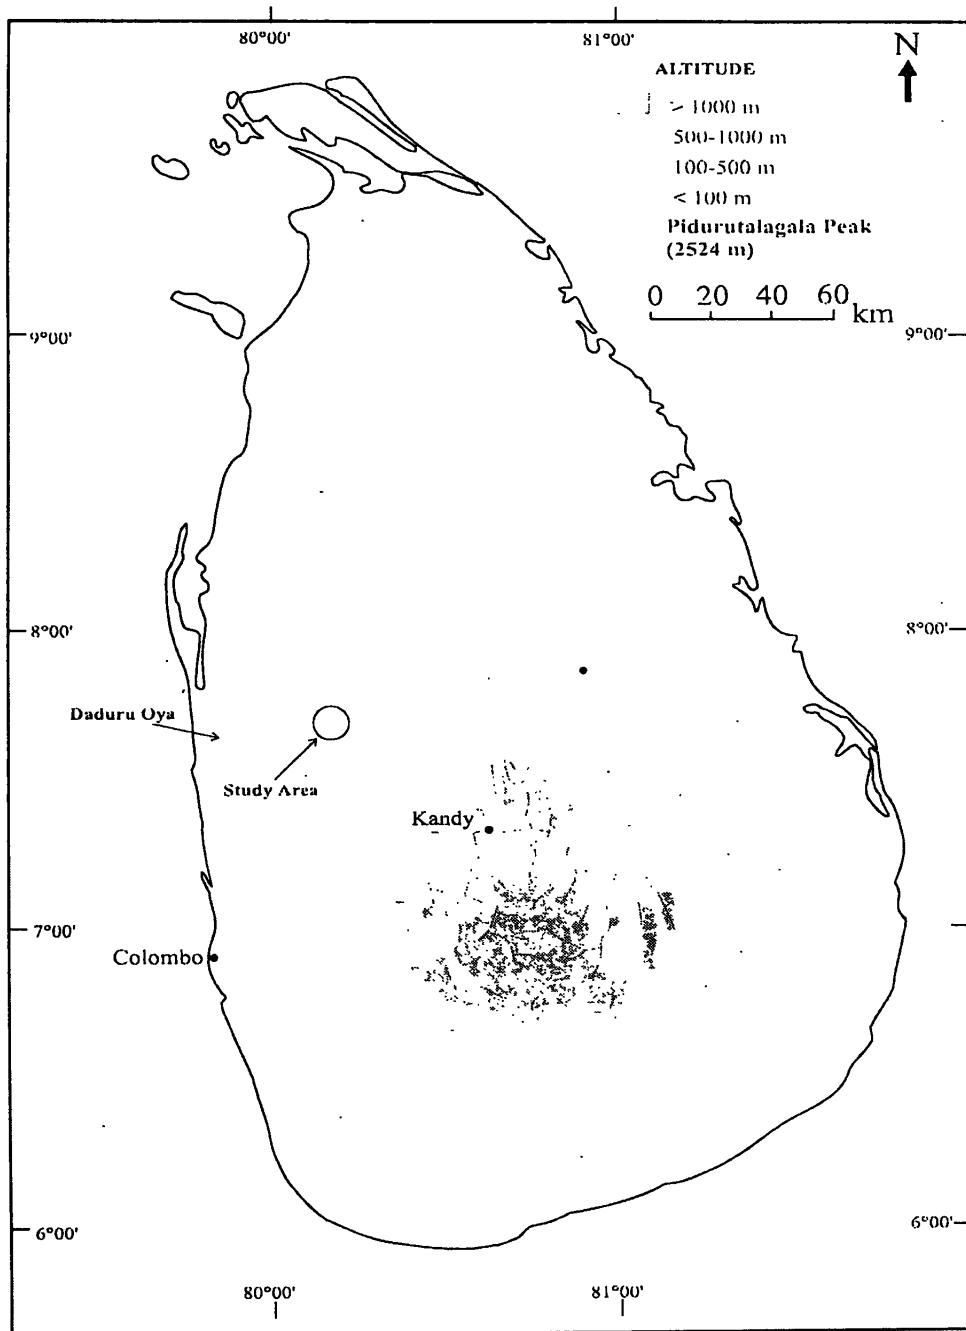 80°00'
81°00'
N
ALTITUDE
> 1000 m
500-1000 m
100-500 m
< 100 m
Pidurutalagala Peak
(2524 m)
0 20 40 60 km
9°00'
9°00'
8°00'
8°00'
Daduru Oya
Study Area
Kandy
7°00'
Colombo
6°00'
6°00'
80°00'
81°00'